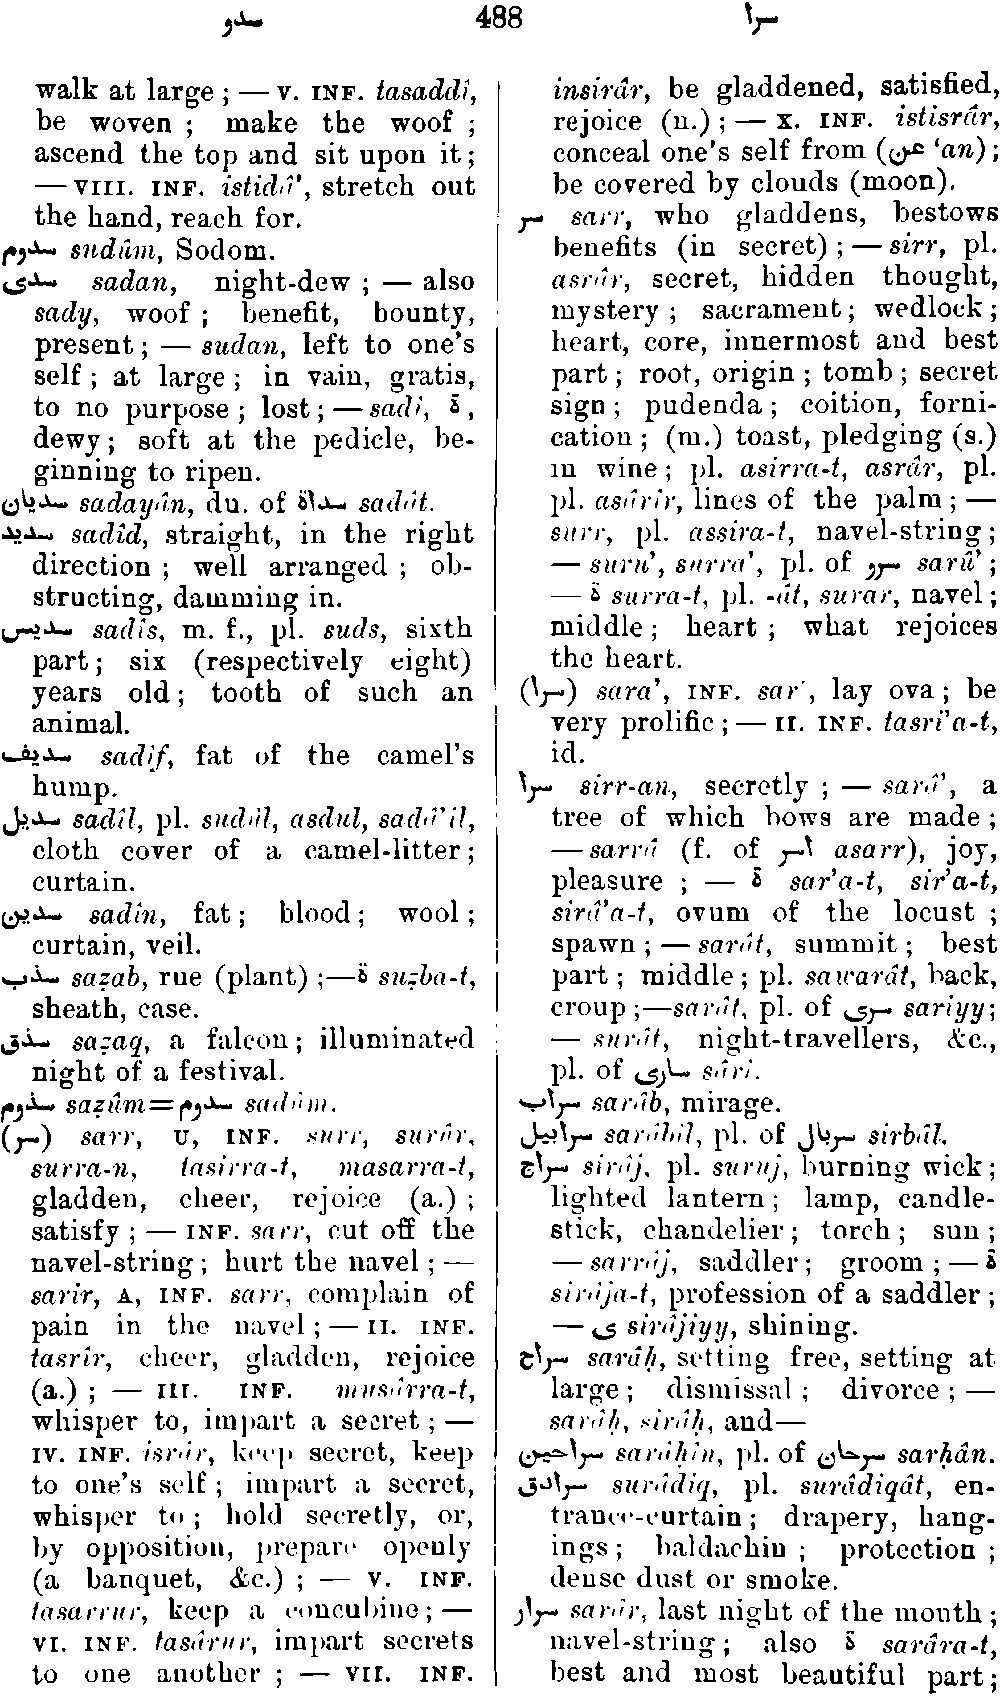 سدو 488 سرا
walk at large ; — V. INF. tasaddî,
be woven ; make the woof ;
ascend the top and sit upon it ;
— VIII. INF. istidâ', stretch out
the hand, reach for.
سدوم sudûm, Sodom.
سدى sadan, night-dew ; — also
sady, woof ; benefit, bounty,
present ; — sudan, left to one's
self ; at large ; in vain, gratis,
to no purpose ; lost ; — sadî, ة,
dewy ; soft at the pedicle, be-
ginning to ripen.
سديان sadayân, du. of سداة sadât.
سديد sadîd, straight, in the right
direction ; well arranged ; ob-
structing, damming in.
سديس sadîs, m. f., pl. suds, sixth
part ; six (respectively eight)
years old ; tooth of such an
animal.
سديف sadîf, fat of the camel's
hump.
سديل sadîl, pl. sudûl, asdul, sadâ'il,
cloth cover of a camel-litter ;
curtain.
سدين sadîn, fat ; blood ; wool ;
curtain, veil.
سذب saẓab, rue (plant) ;—ة suẓba-t,
sheath, case.
سذق saẓaq, a falcon ; illuminated
night of a festival.
سذوم saẓûm=سدوم sadûm.
(سر) sarr, U, INF. surr, surûr,
surra-n, tasirra-t, masarra-t,
gladden, cheer, rejoice (a.) ;
satisfy ; — INF. sarr, cut off the
navel-string ; hurt the navel ; —
sarir, A, INF. sarr, complain of
pain in the navel ; — II. INF.
tasrîr, cheer, gladden, rejoice
(a.) ; — III. INF. musârra-t,
whisper to, impart a secret ; —
IV. INF. isrâr, keep secret, keep
to one's self ; impart a secret,
whisper to ; hold secretly, or,
by opposition, prepare openly
(a banquet, &c.) ; — V. INF.
tasarrur, keep a concubine ; —
VI. INF. tasârur, impart secrets
to one another ; — VII. INF.
insirâr, be gladdened, satisfied,
rejoice (n.) ; — X. INF. istisrâr,
conceal one's self from (عن 'an) ;
be covered by clouds (moon).
سر sarr, who gladdens, bestows
benefits (in secret) ; — sirr, pl.
asrâr, secret, hidden thought,
mystery ; sacrament ; wedlock ;
heart, core, innermost and best
part ; root, origin ; tomb ; secret
sign ; pudenda ; coition, forni-
cation ; (m.) toast, pledging (s.)
in wine ; pl. asirra-t, asrâr, pl.
pl. asârîr, lines of the palm ; —
surr, pl. assira-t, navel-string ;
— suru', surra', pl. of سرو sarû' ;
— ة surra-t, pl. -ât, surar, navel ;
middle ; heart ; what rejoices
the heart.
(سرا) sara', INF. sar', lay ova ; be
very prolific ; — II. INF. tasri'a-t,
id.
سرا sirr-an, secretly ; — sarâ', a
tree of which bows are made ;
— sarrâ (f. of اسر asarr), joy,
pleasure ; — ة sar'a-t, sir'a-t,
sirâ'a-t, ovum of the locust ;
spawn ; — sarât, summit ; best
part ; middle ; pl. sawarât, back,
croup ;—sarât, pl. of سرى sariyy;
— surât, night-travellers, &c.,
pl. of سارى sârî.
سراب sarâb, mirage.
سرابيل sarâbîl, pl. of سربال sirbâl.
سراج sirâj, pl. suruj, burning wick ;
lighted lantern ; lamp, candle-
stick, chandelier ; torch ; sun ;
— sarrâj, saddler ; groom ; — ة
sirâja-t, profession of a saddler ;
— ى sirâjiyy, shining.
سراح sarâḥ, setting free, setting at
large ; dismissal ; divorce ; —
sarâḥ, sirâḥ, and—
سراحين sarâḥîn, pl. of سرحان sarḥân.
سرادق surâdiq, pl. surâdiqât, en-
trance-curtain ; drapery, hang-
ings ; baldachin ; protection ;
dense dust or smoke.
سرار sarâr, last night of the month ;
navel-string ; also ة sarâra-t,
best and most beautiful part ;